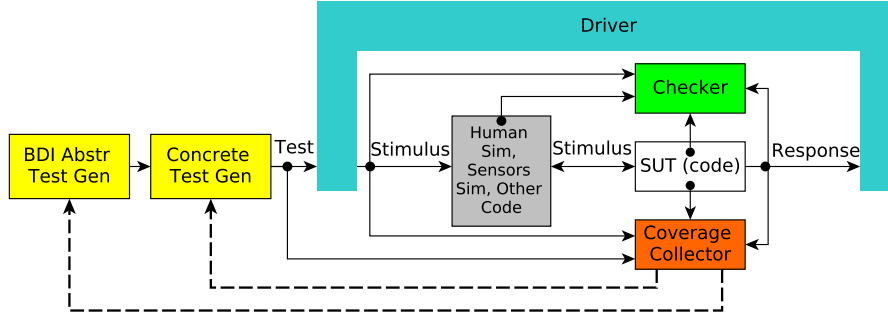 Driver
Checker
BDI Abstr
Test Gen
Concrete
Test Gen
Test
Stimulus
Human
Sim,
Sensors
Sim, Other
Code
Stimulus
SUT (code)
Response
Coverage
Collector